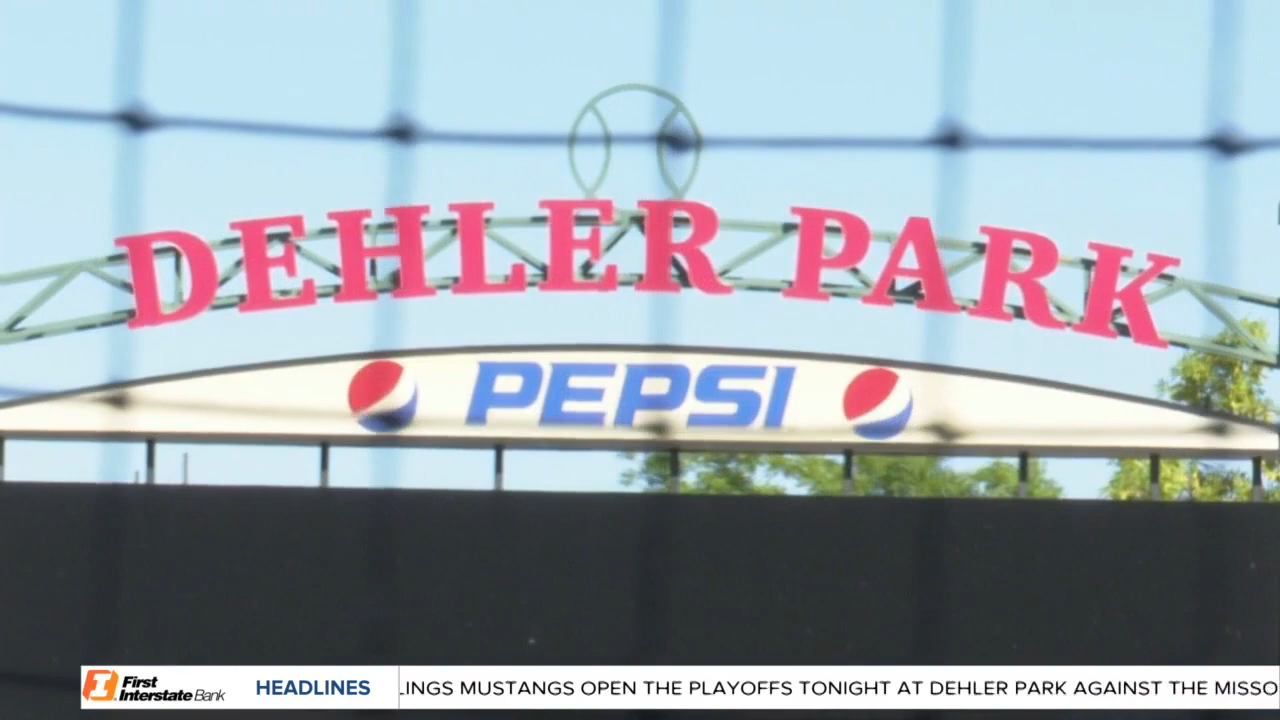 DEHLER PARK
PEPSI
First
Interstate Bank
HEADLINES
LINGS MUSTANGS OPEN THE PLAYOFFS TONIGHT AT DEHLER PARK AGAINST THE MISSO